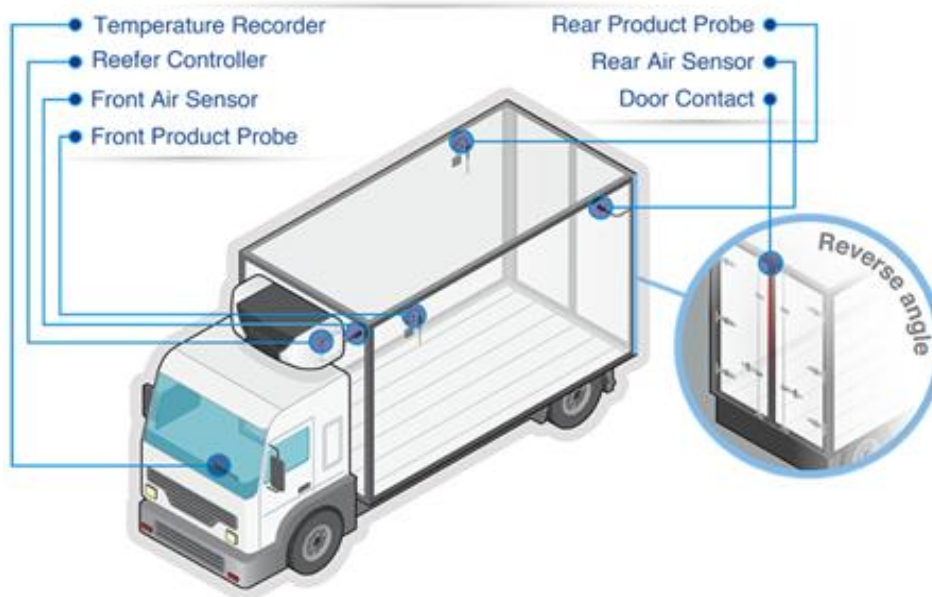 Temperature Recorder
Reefer Controller
Front Air Sensor
Front Product Probe
Rear Product Probe
Rear Air Sensor
Door Contact
Reverse angle